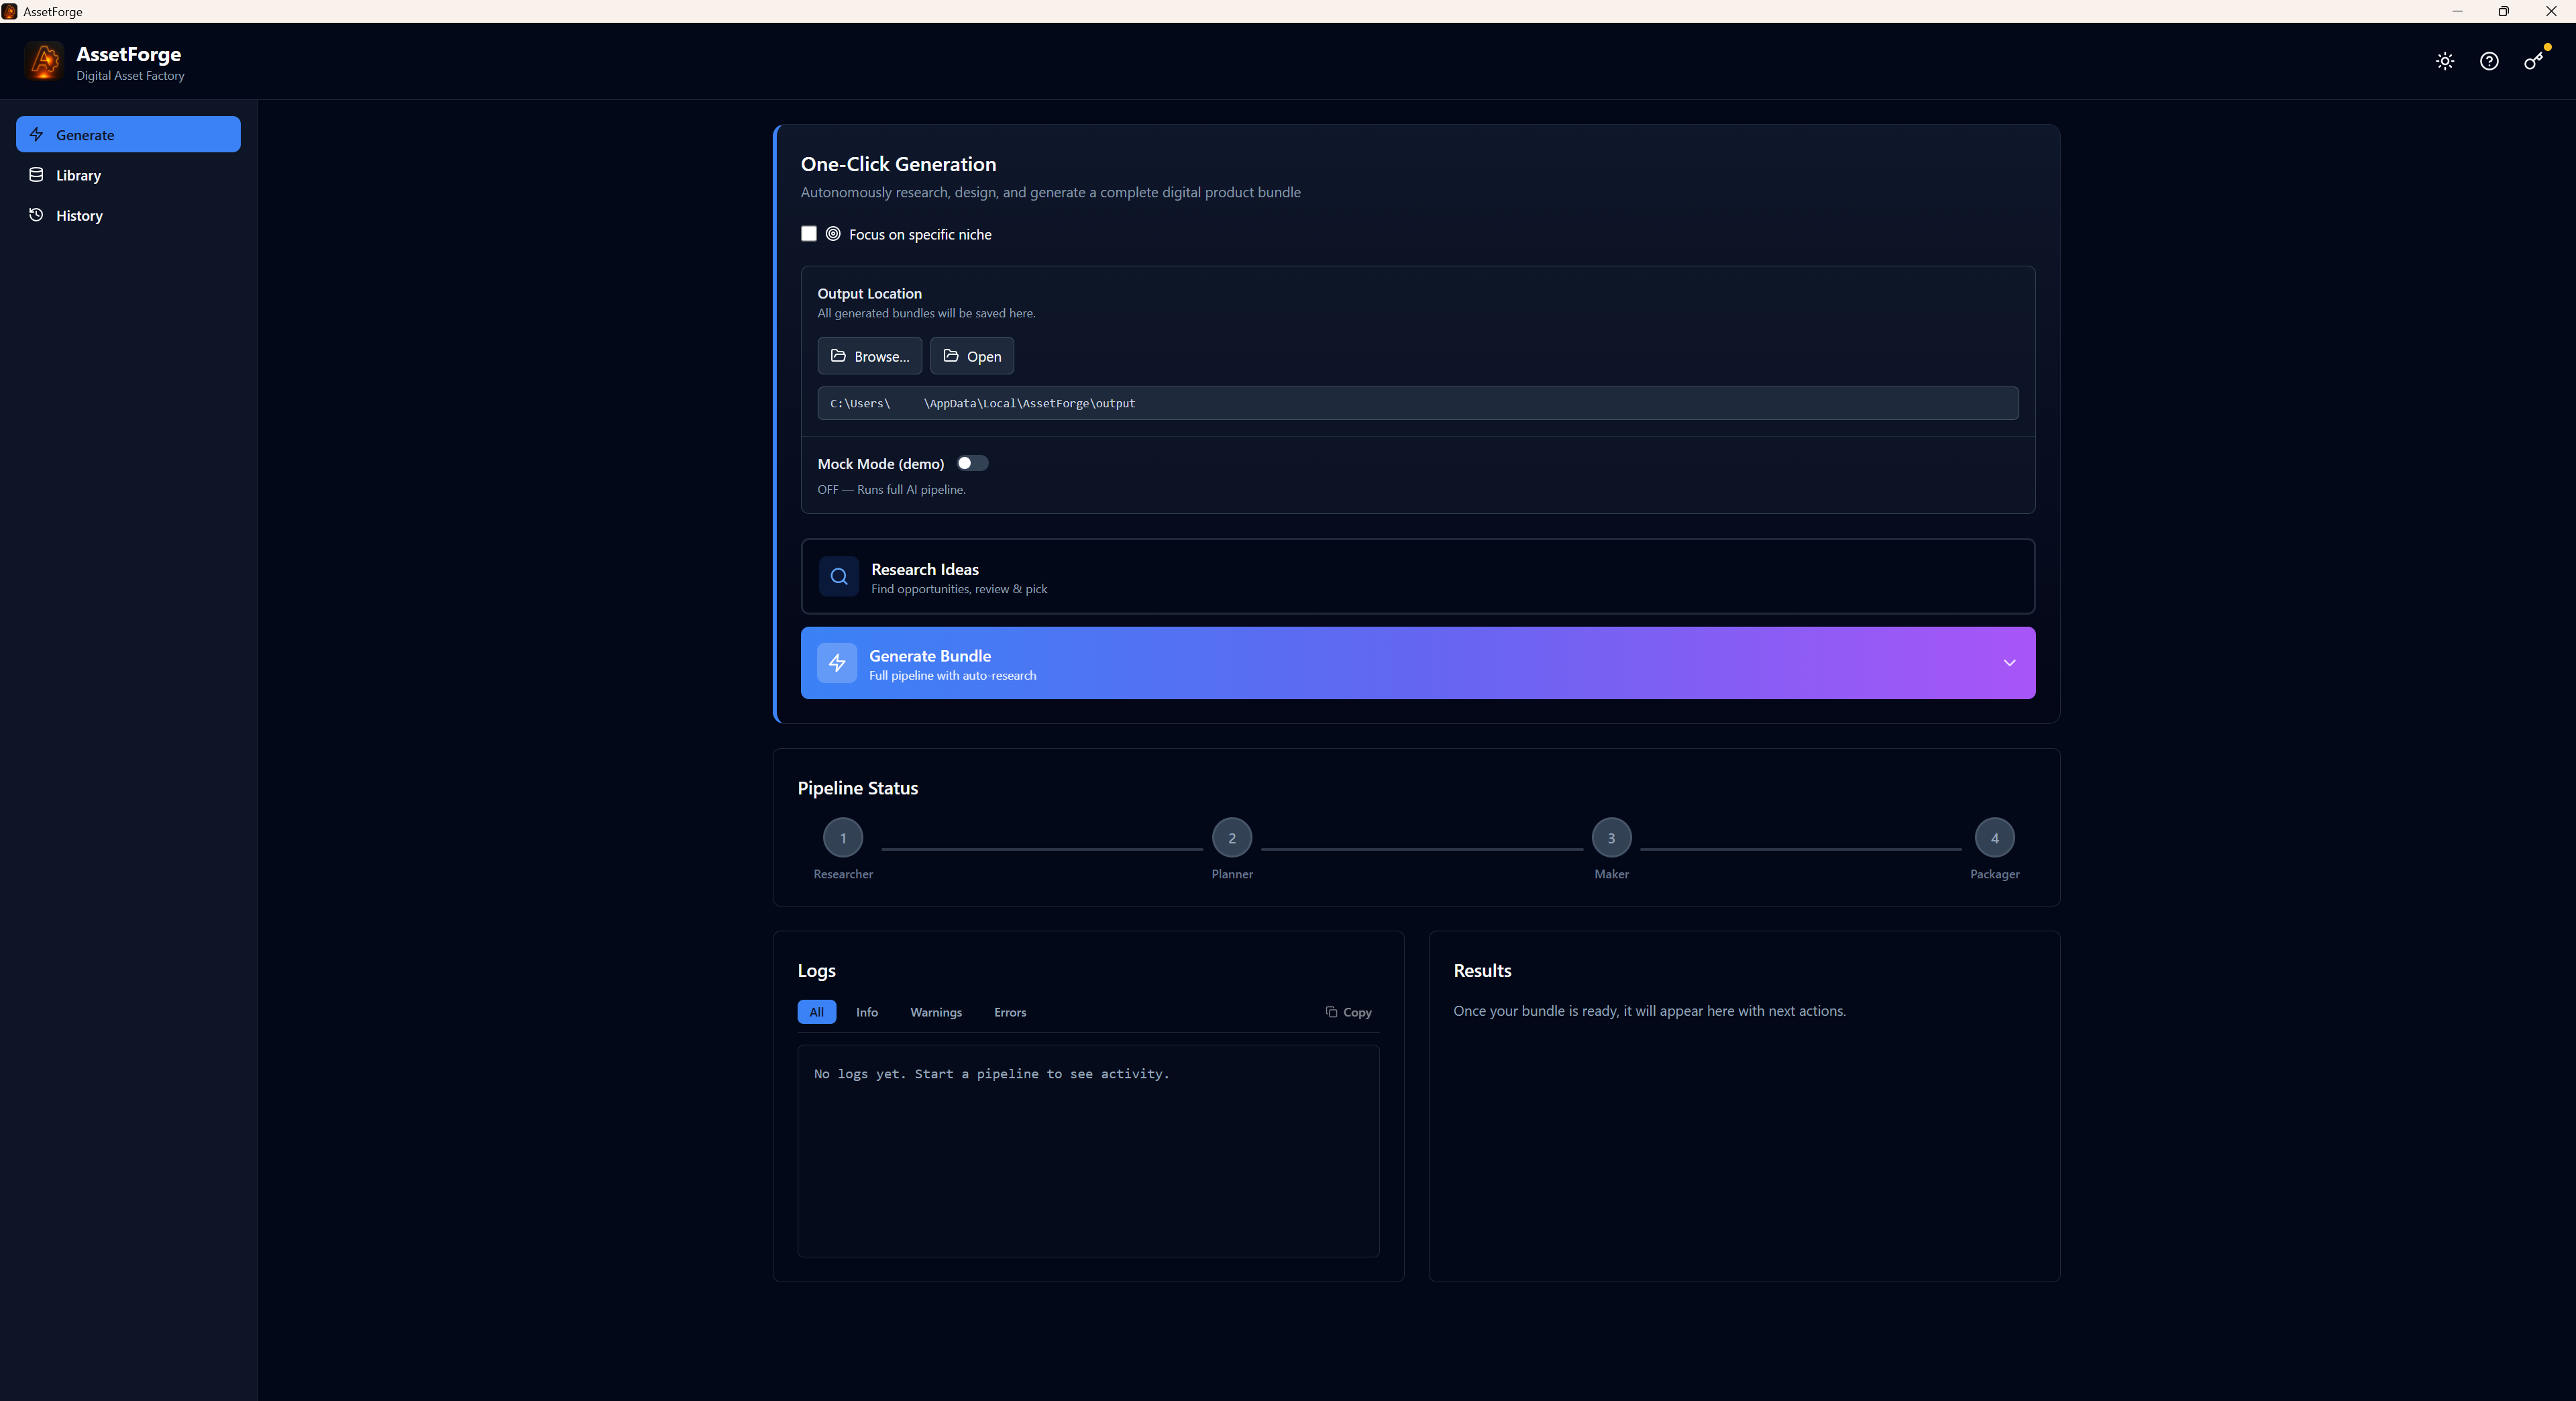 AssetForge
AssetForge
Digital Asset Factory
Generate
Library
History
One-Click Generation
Autonomously research, design, and generate a complete digital product bundle
Focus on specific niche
Output Location
All generated bundles will be saved here.
Browse...
Open
C:\Users\     \AppData\Local\AssetForge\output
Mock Mode (demo)
OFF — Runs full AI pipeline.
Research Ideas
Find opportunities, review & pick
Generate Bundle
Full pipeline with auto-research
Pipeline Status
1
Researcher
2
Planner
3
Maker
4
Packager
Logs
All
Info
Warnings
Errors
Copy
No logs yet. Start a pipeline to see activity.
Results
Once your bundle is ready, it will appear here with next actions.